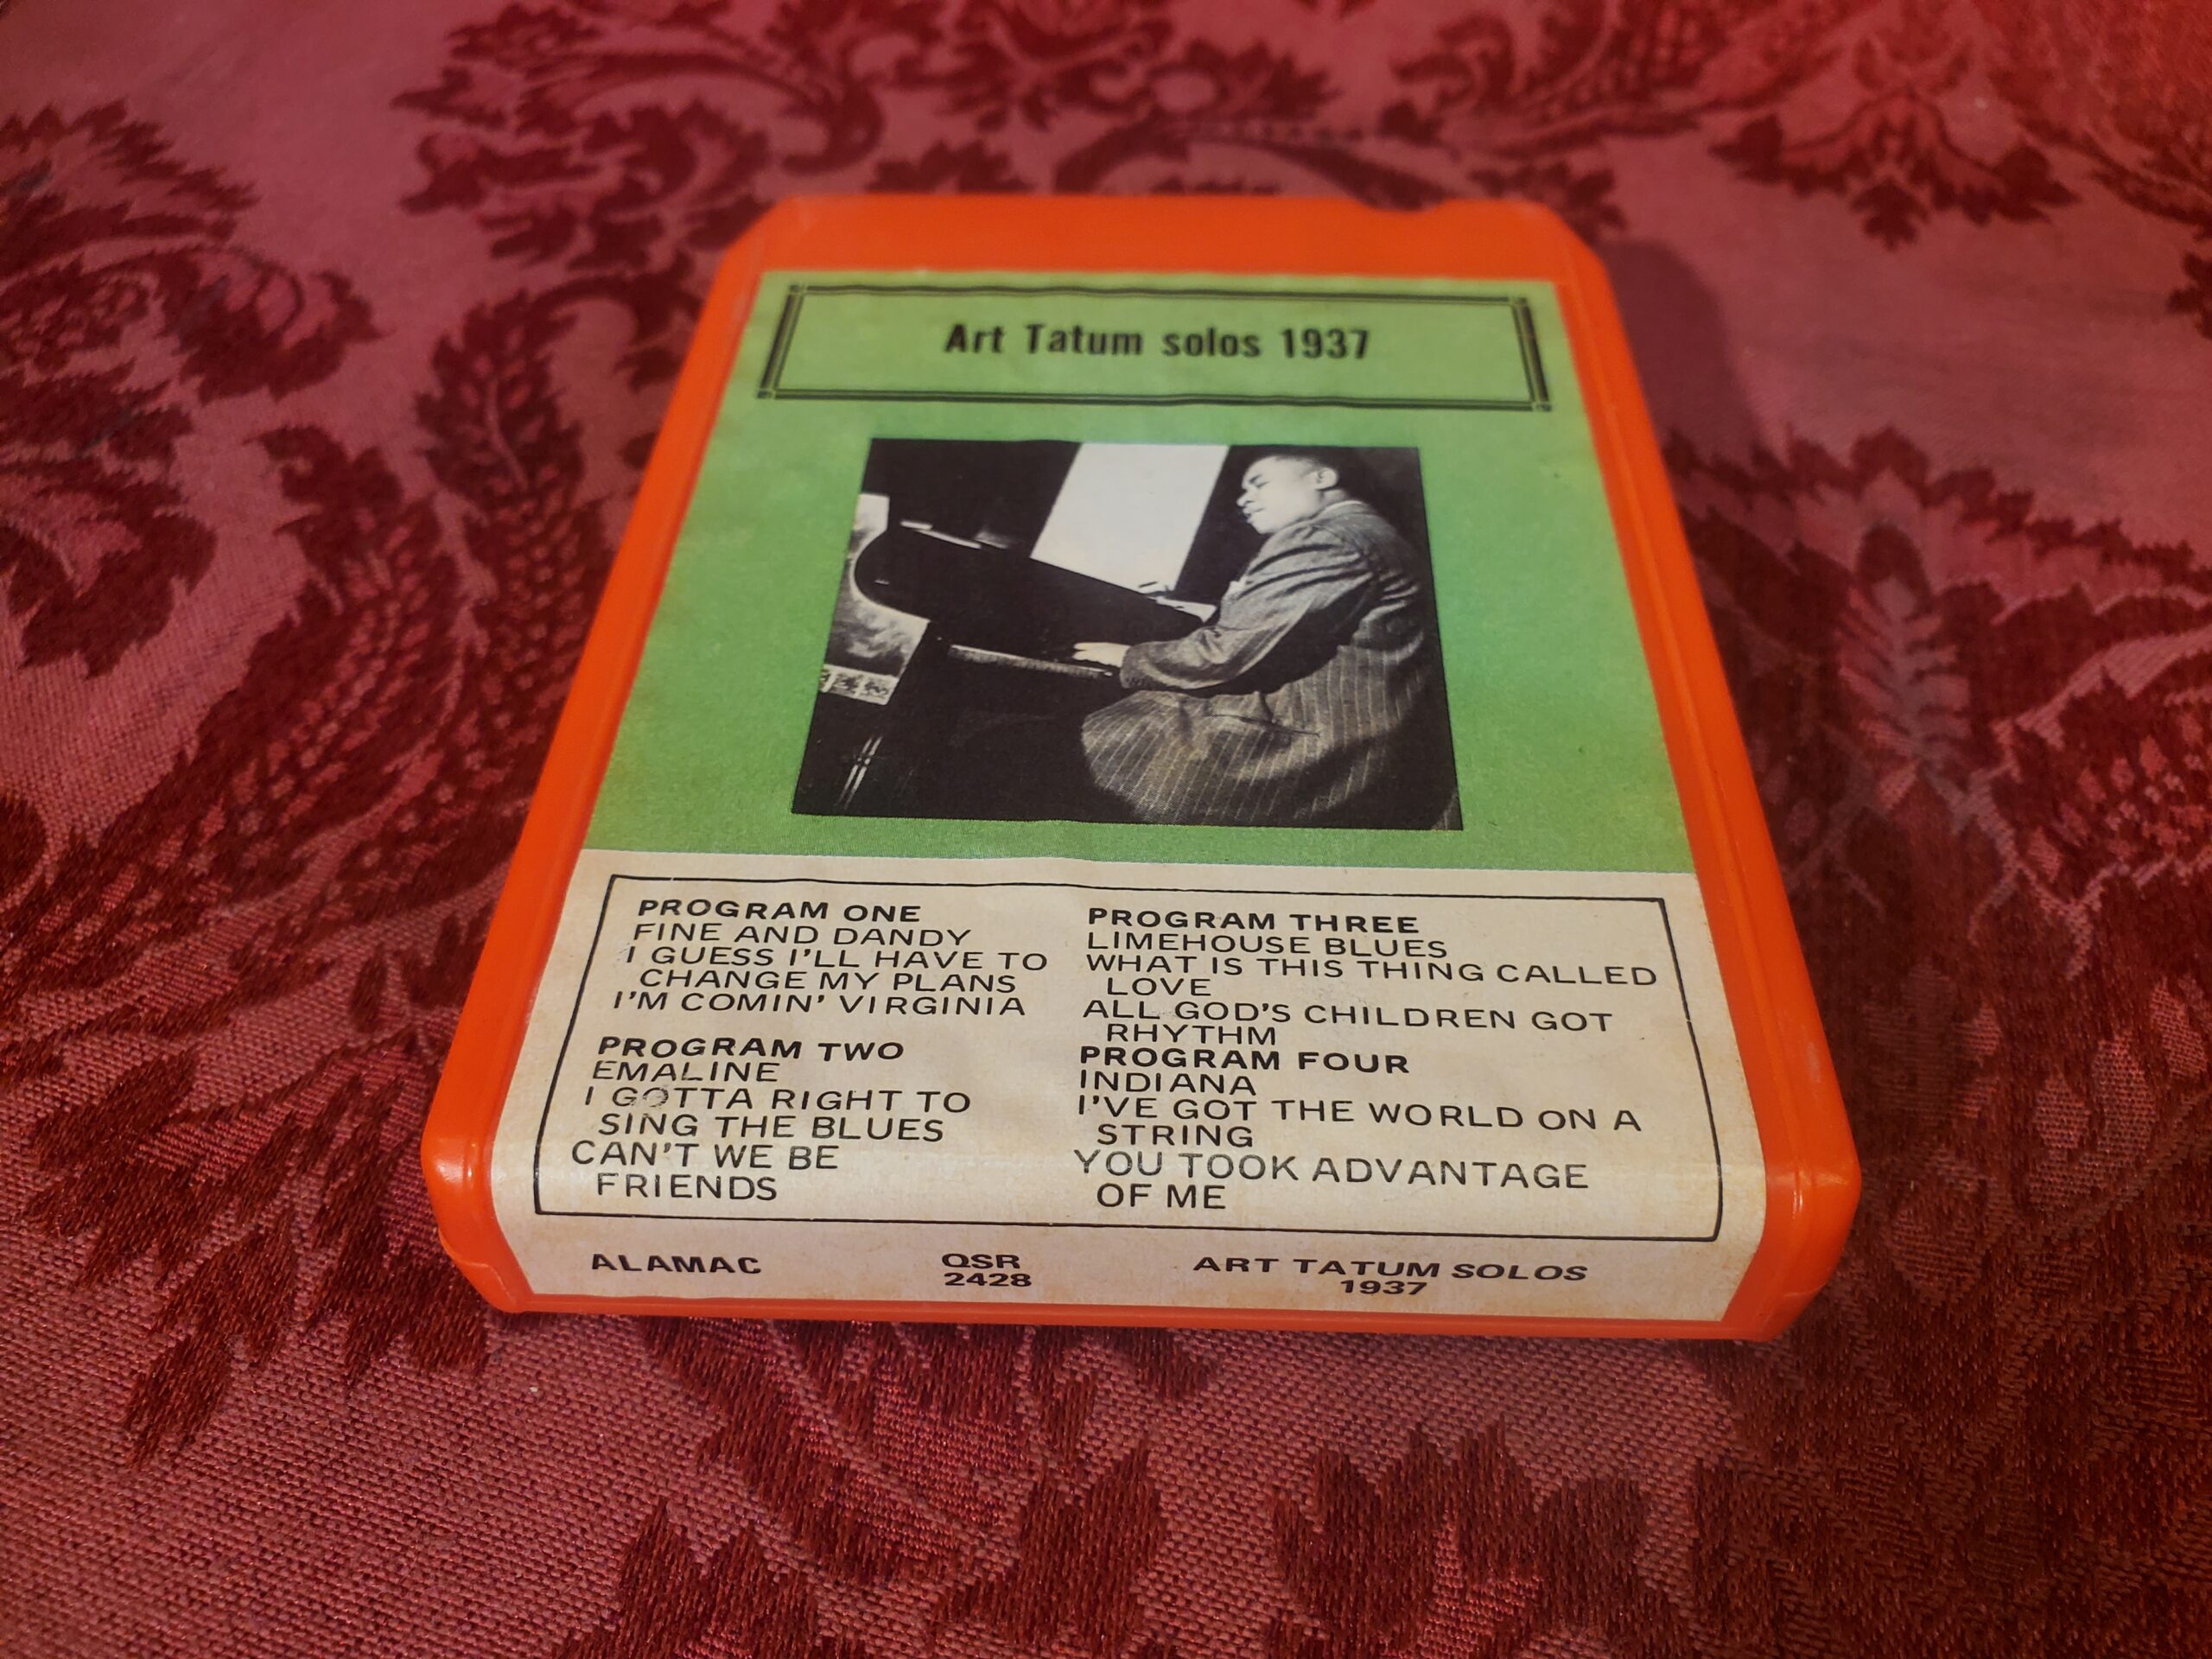 Art Tatum solos 1937
PROGRAM ONE
FINE AND DANDY
I GUESS I'LL HAVE TO
CHANGE MY PLANS
I'M COMIN' VIRGINIA
PROGRAM TWO
EMALINE
I GOTTA RIGHT TO
SING THE BLUES
CAN'T WE BE
FRIENDS
PROGRAM THREE
LIMEHOUSE BLUES
WHAT IS THIS THING CALLED
LOVE
ALL GOD'S CHILDREN GOT
RHYTHM
PROGRAM FOUR
INDIANA
I'VE GOT THE WORLD ON A
STRING
YOU TOOK ADVANTAGE
OF ME
ALAMAC
QSR
2428
ART TATUM SOLOS
1937